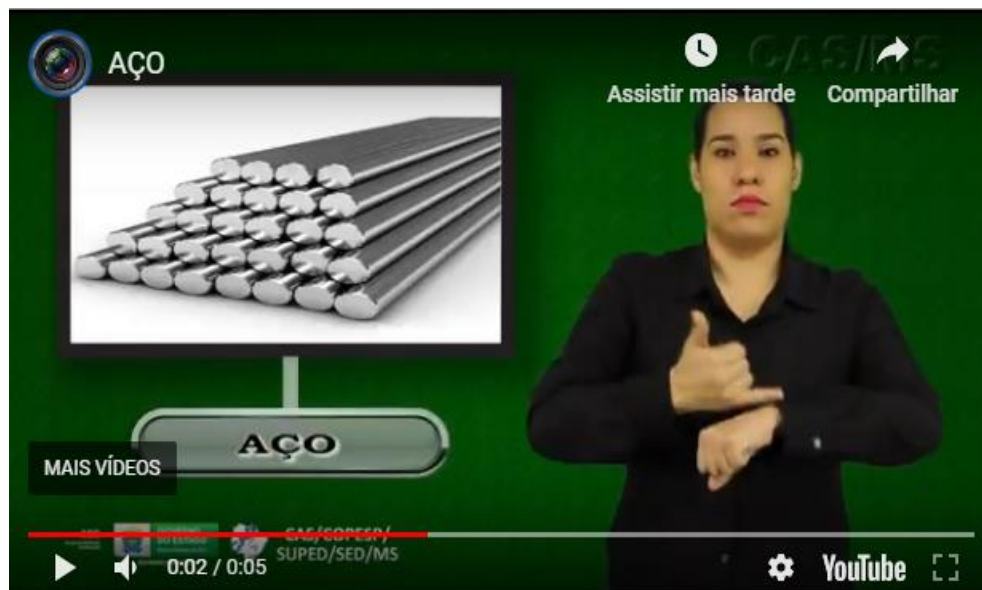 AÇO
CAS/MS
Assistir mais tarde
Compartilhar
AÇO
MAIS VÍDEOS
CAS/COPESP/
SUPED/SED/MS
0:02 / 0:05
YouTube